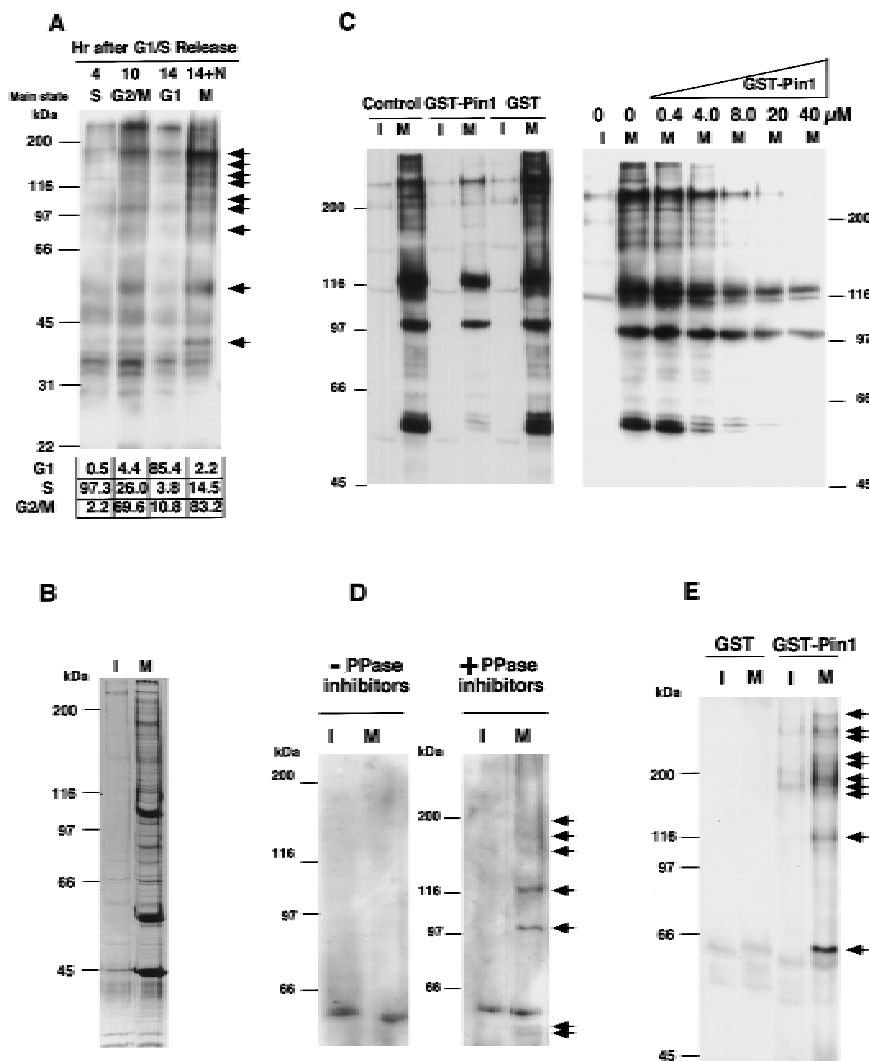 A
Hr after G1/S Release
4 10 14 14+N
Main state S G2/M G1 M
kDa
200
116
97
66
45
31
22
G1 0.5 4.4 85.4 2.2
S 97.3 26.0 3.8 14.5
G2/M 2.2 69.6 10.8 83.2
C
Control GST-Pin1 GST
I M I M I M
200
116
97
66
45
GST-Pin1
0 0 0.4 4.0 8.0 20 40 µM
I M M M M M M
200
116
97
66
45
B
I M
kDa
200
116
97
66
45
D
- PPase inhibitors
I M
kDa
200
116
97
66
+ PPase inhibitors
I M
kDa
200
116
97
66
E
GST GST-Pin1
I M I M
kDa
200
116
97
66
45